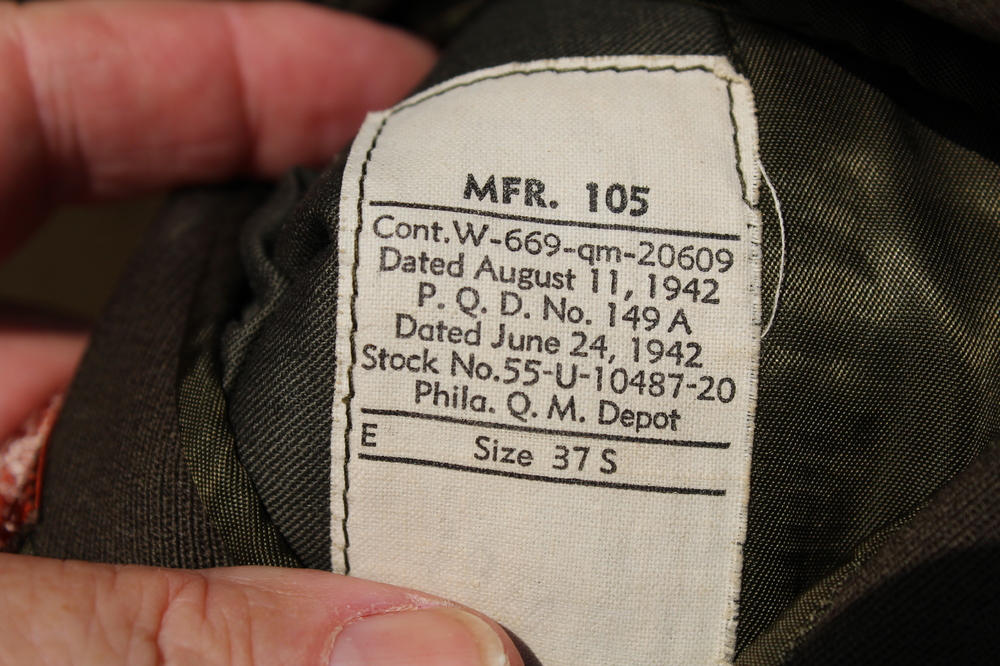 MFR. 105
Cont.W-669-qm-20609
Dated August 11, 1942
P. Q. D. No. 149 A
Dated June 24, 1942
Stock No.55-U-10487-20
Phila. Q. M. Depot
E Size 37 S